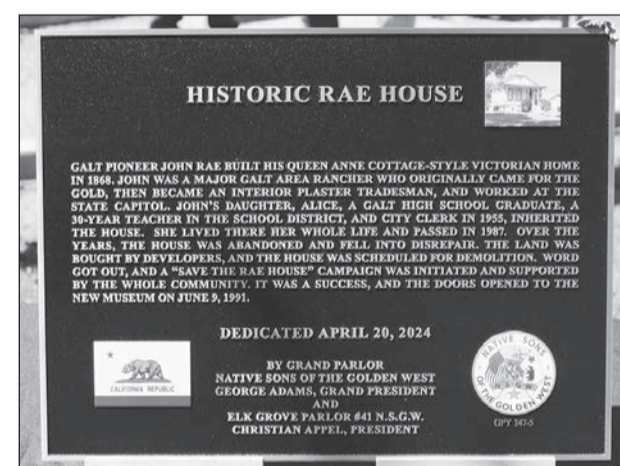 HISTORIC RAE HOUSE
GALT PIONEER JOHN RAE BUILT HIS QUEEN ANNE COTTAGE-STYLE VICTORIAN HOME
IN 1868. JOHN WAS A MAJOR GALT AREA RANCHER WHO ORIGINALLY CAME FOR THE
GOLD, THEN BECAME AN INTERIOR PLASTER TRADESMAN, AND WORKED AT THE
STATE CAPITOL. JOHN'S DAUGHTER, ALICE, A GALT HIGH SCHOOL GRADUATE, A
30-YEAR TEACHER IN THE SCHOOL DISTRICT, AND CITY CLERK IN 1955, INHERITED
THE HOUSE. SHE LIVED THERE HER WHOLE LIFE AND PASSED IN 1987. OVER THE
YEARS, THE HOUSE WAS ABANDONED AND FELL INTO DISREPAIR. THE LAND WAS
BOUGHT BY DEVELOPERS, AND THE HOUSE WAS SCHEDULED FOR DEMOLITION. WORD
GOT OUT, AND A "SAVE THE RAE HOUSE" CAMPAIGN WAS INITIATED AND SUPPORTED
BY THE WHOLE COMMUNITY. IT WAS A SUCCESS, AND THE DOORS OPENED TO THE
NEW MUSEUM ON JUNE 9, 1991.
DEDICATED APRIL 20, 2024
BY GRAND PARLOR
NATIVE SONS OF THE GOLDEN WEST
GEORGE ADAMS, GRAND PRESIDENT
AND
ELK GROVE PARLOR #41 N.S.G.W.
CHRISTIAN APPEL, PRESIDENT
CALIFORNIA REPUBLIC
NATIVE SONS
OF THE GOLDEN WEST